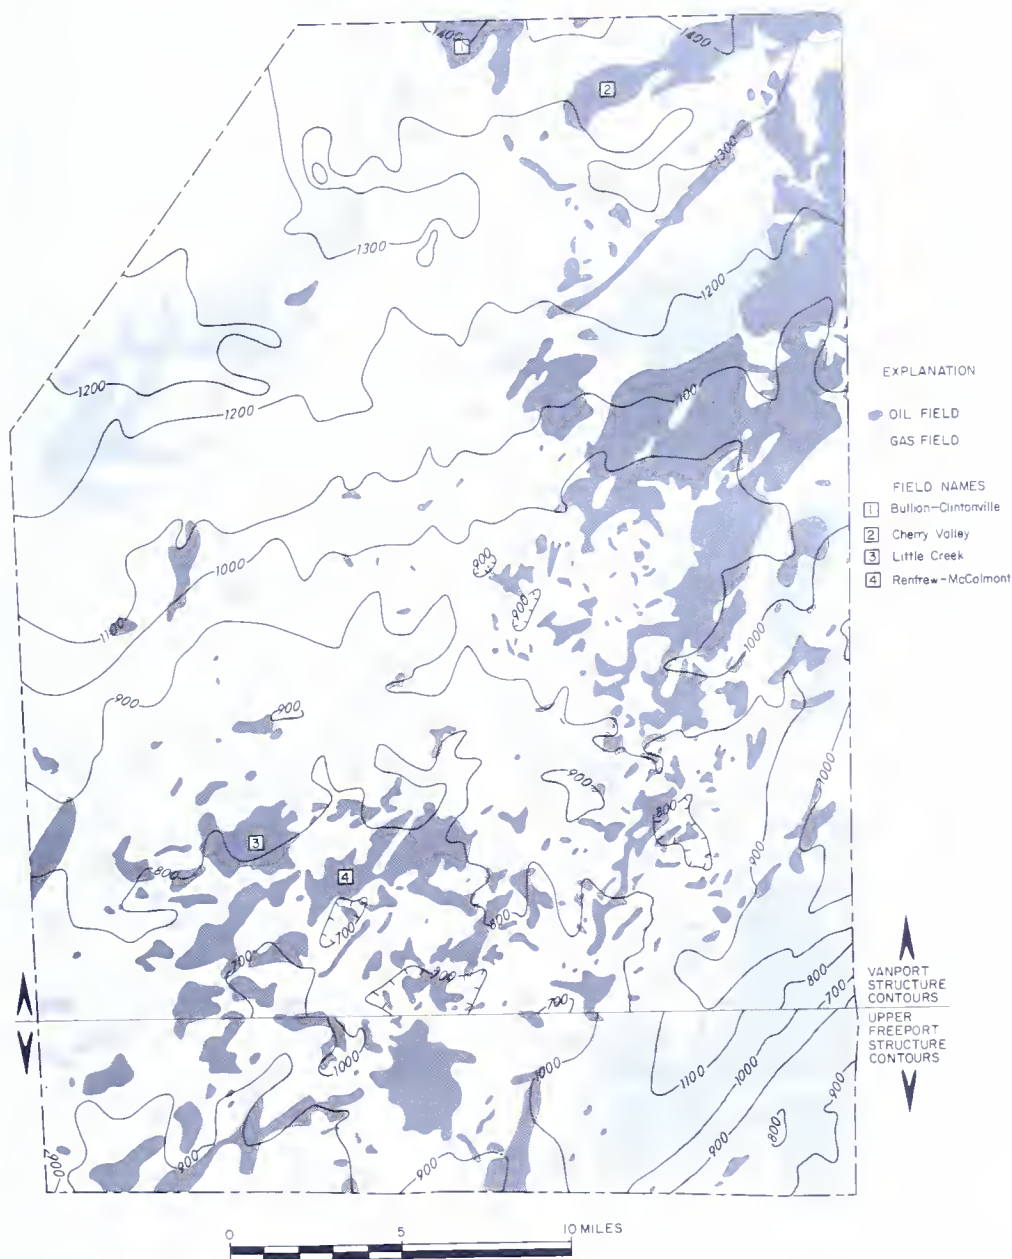 1400
1400
1
2
1300
1300
1200
1200
1200
1100
900
900
1000
1100
1000
900
900
1000
900
800
900
3
800
4
800
700
700
700
700
800
700
1000
1000
1100
1000
900
900
900
900
900
800
EXPLANATION
OIL FIELD
GAS FIELD
FIELD NAMES
1 Bullion-Clintonville
2 Cherry Valley
3 Little Creek
4 Renfrew-McCalmont
VANPORT
STRUCTURE
CONTOURS
UPPER
FREEPORT
STRUCTURE
CONTOURS
0 5 10 MILES